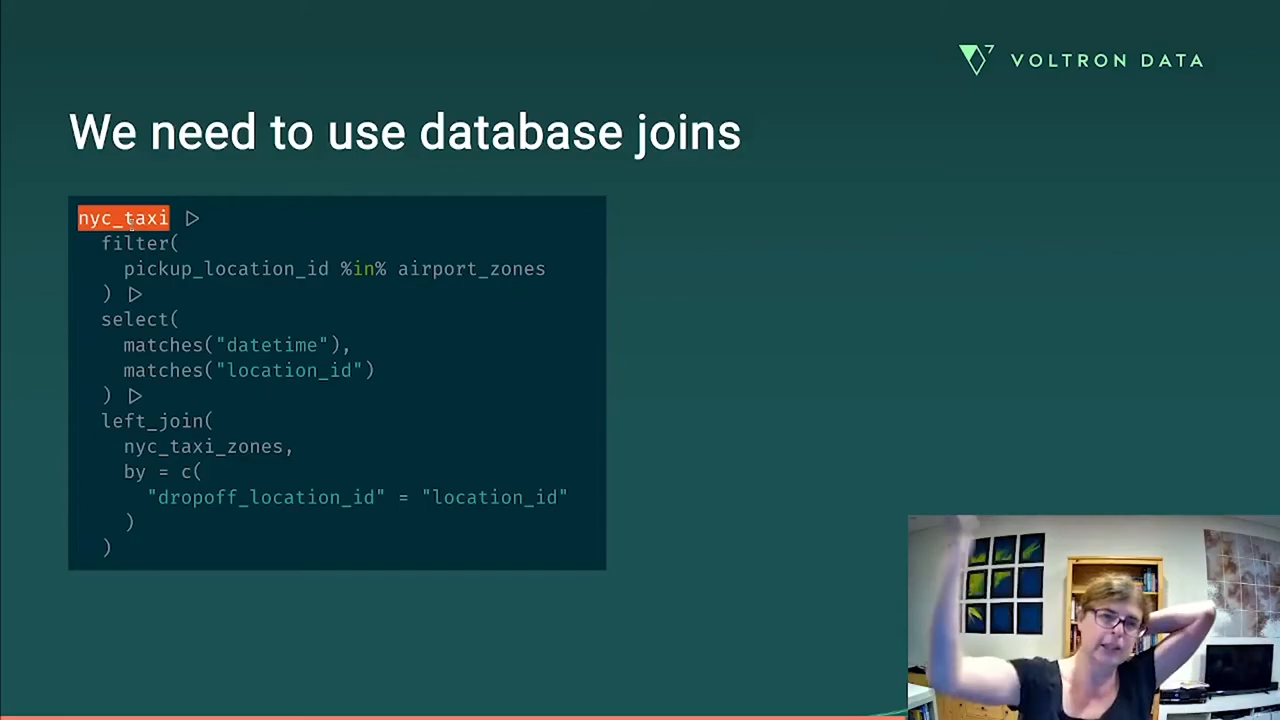 VOLTRON DATA
We need to use database joins
nyc_taxi |>
filter(
pickup_location_id %in% airport_zones
) |>
select(
matches("datetime"),
matches("location_id")
) |>
left_join(
nyc_taxi_zones,
by = c(
"dropoff_location_id" = "location_id"
)
)